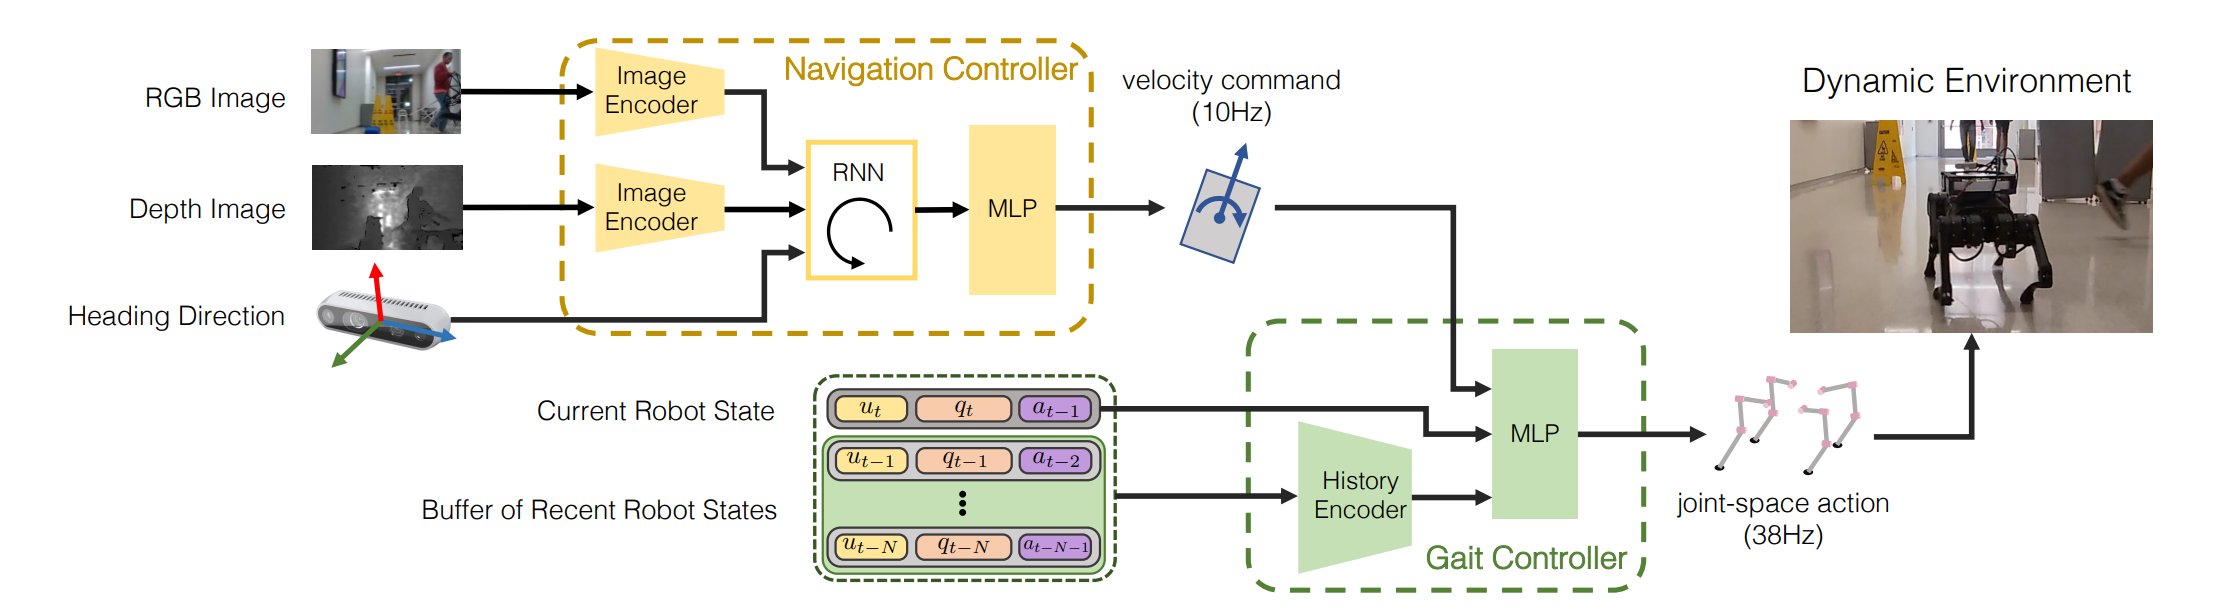 RGB Image
Depth Image
Heading Direction
Navigation Controller
Image
Encoder
Image
Encoder
RNN
MLP
velocity command
(10Hz)
Dynamic Environment
Current Robot State
u_t q_t a_{t-1}
u_{t-1} q_{t-1} a_{t-2}
⋮
Buffer of Recent Robot States
u_{t-N} q_{t-N} a_{t-N-1}
History
Encoder
MLP
Gait Controller
joint-space action
(38Hz)